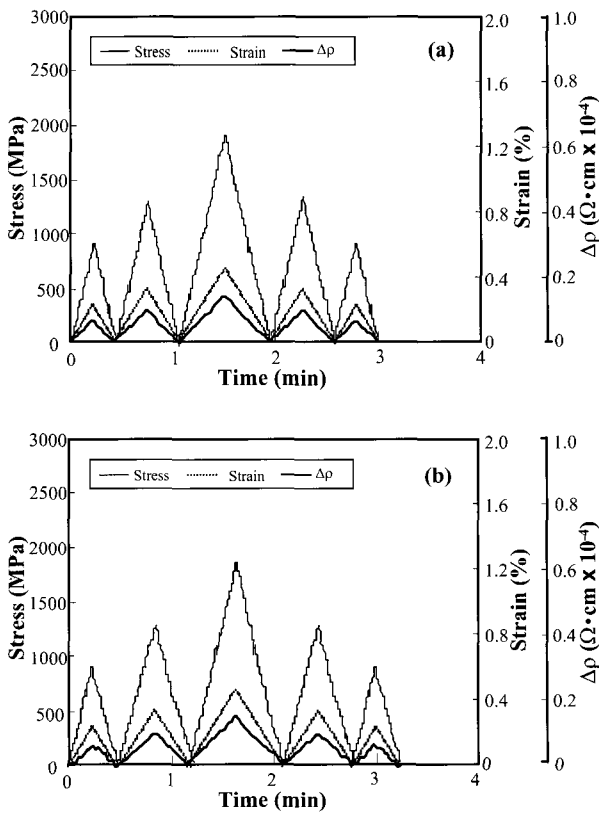 3000
2500
2000
1500
1000
500
0
Stress (MPa)
Stress Strain Δρ
(a)
2.0
1.6
1.2
0.8
0.4
0
Strain (%)
1.0
0.8
0.6
0.4
0.2
0
Δρ (Ω•cm x 10-4)
0 1 2 3 4
Time (min)
3000
2500
2000
1500
1000
500
0
Stress (MPa)
Stress Strain Δρ
(b)
2.0
1.6
1.2
0.8
0.4
0
Strain (%)
1.0
0.8
0.6
0.4
0.2
0
Δρ (Ω•cm x 10-4)
0 1 2 3 4
Time (min)